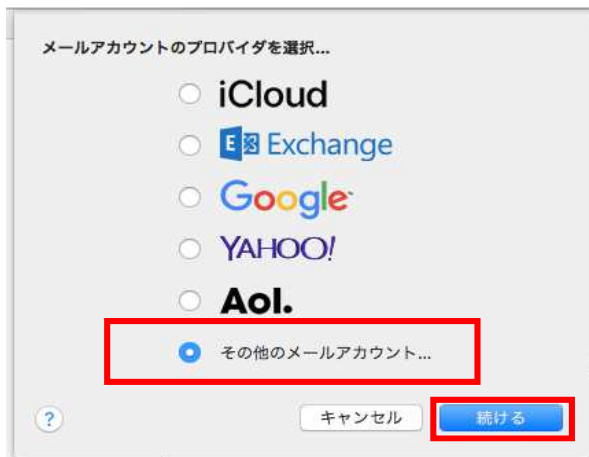 メールアカウントのプロバイダを選択...
iCloud
E Exchange
Google
YAHOO!
Aol.
その他のメールアカウント...
?
キャンセル
続ける